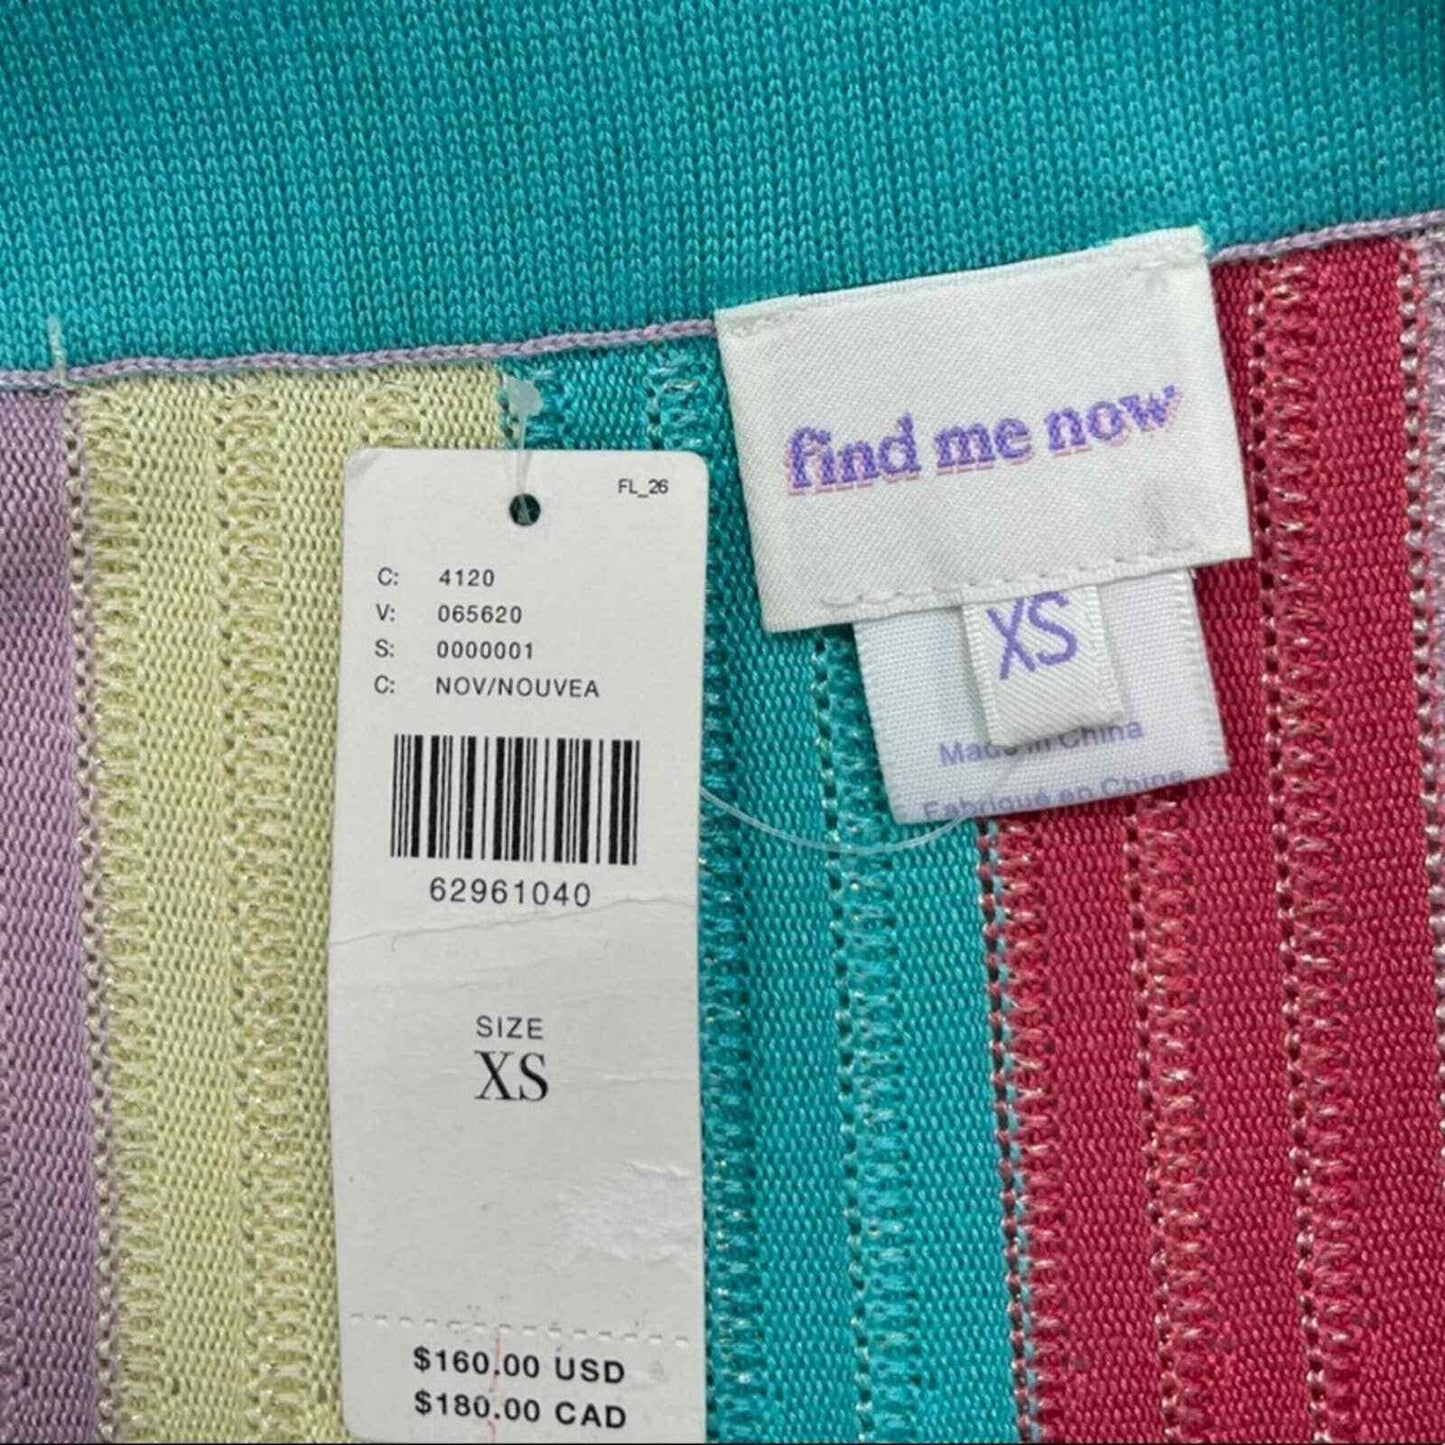 FL_26
C: 4120
V: 065620
S: 0000001
C: NOV/NOUVEA
62961040
SIZE
XS
$160.00 USD
$180.00 CAD
find me now
XS
Made in China
Fabriqué en China